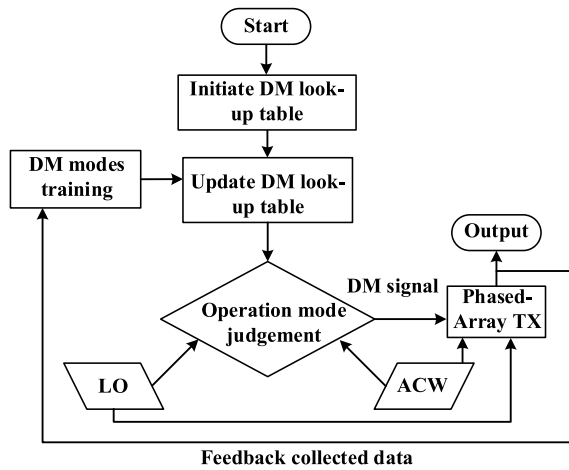 Start
Initiate DM look-
up table
DM modes
training
Update DM look-
up table
Output
DM signal
Phased-
Array TX
Operation mode
judgement
LO
ACW
Feedback collected data